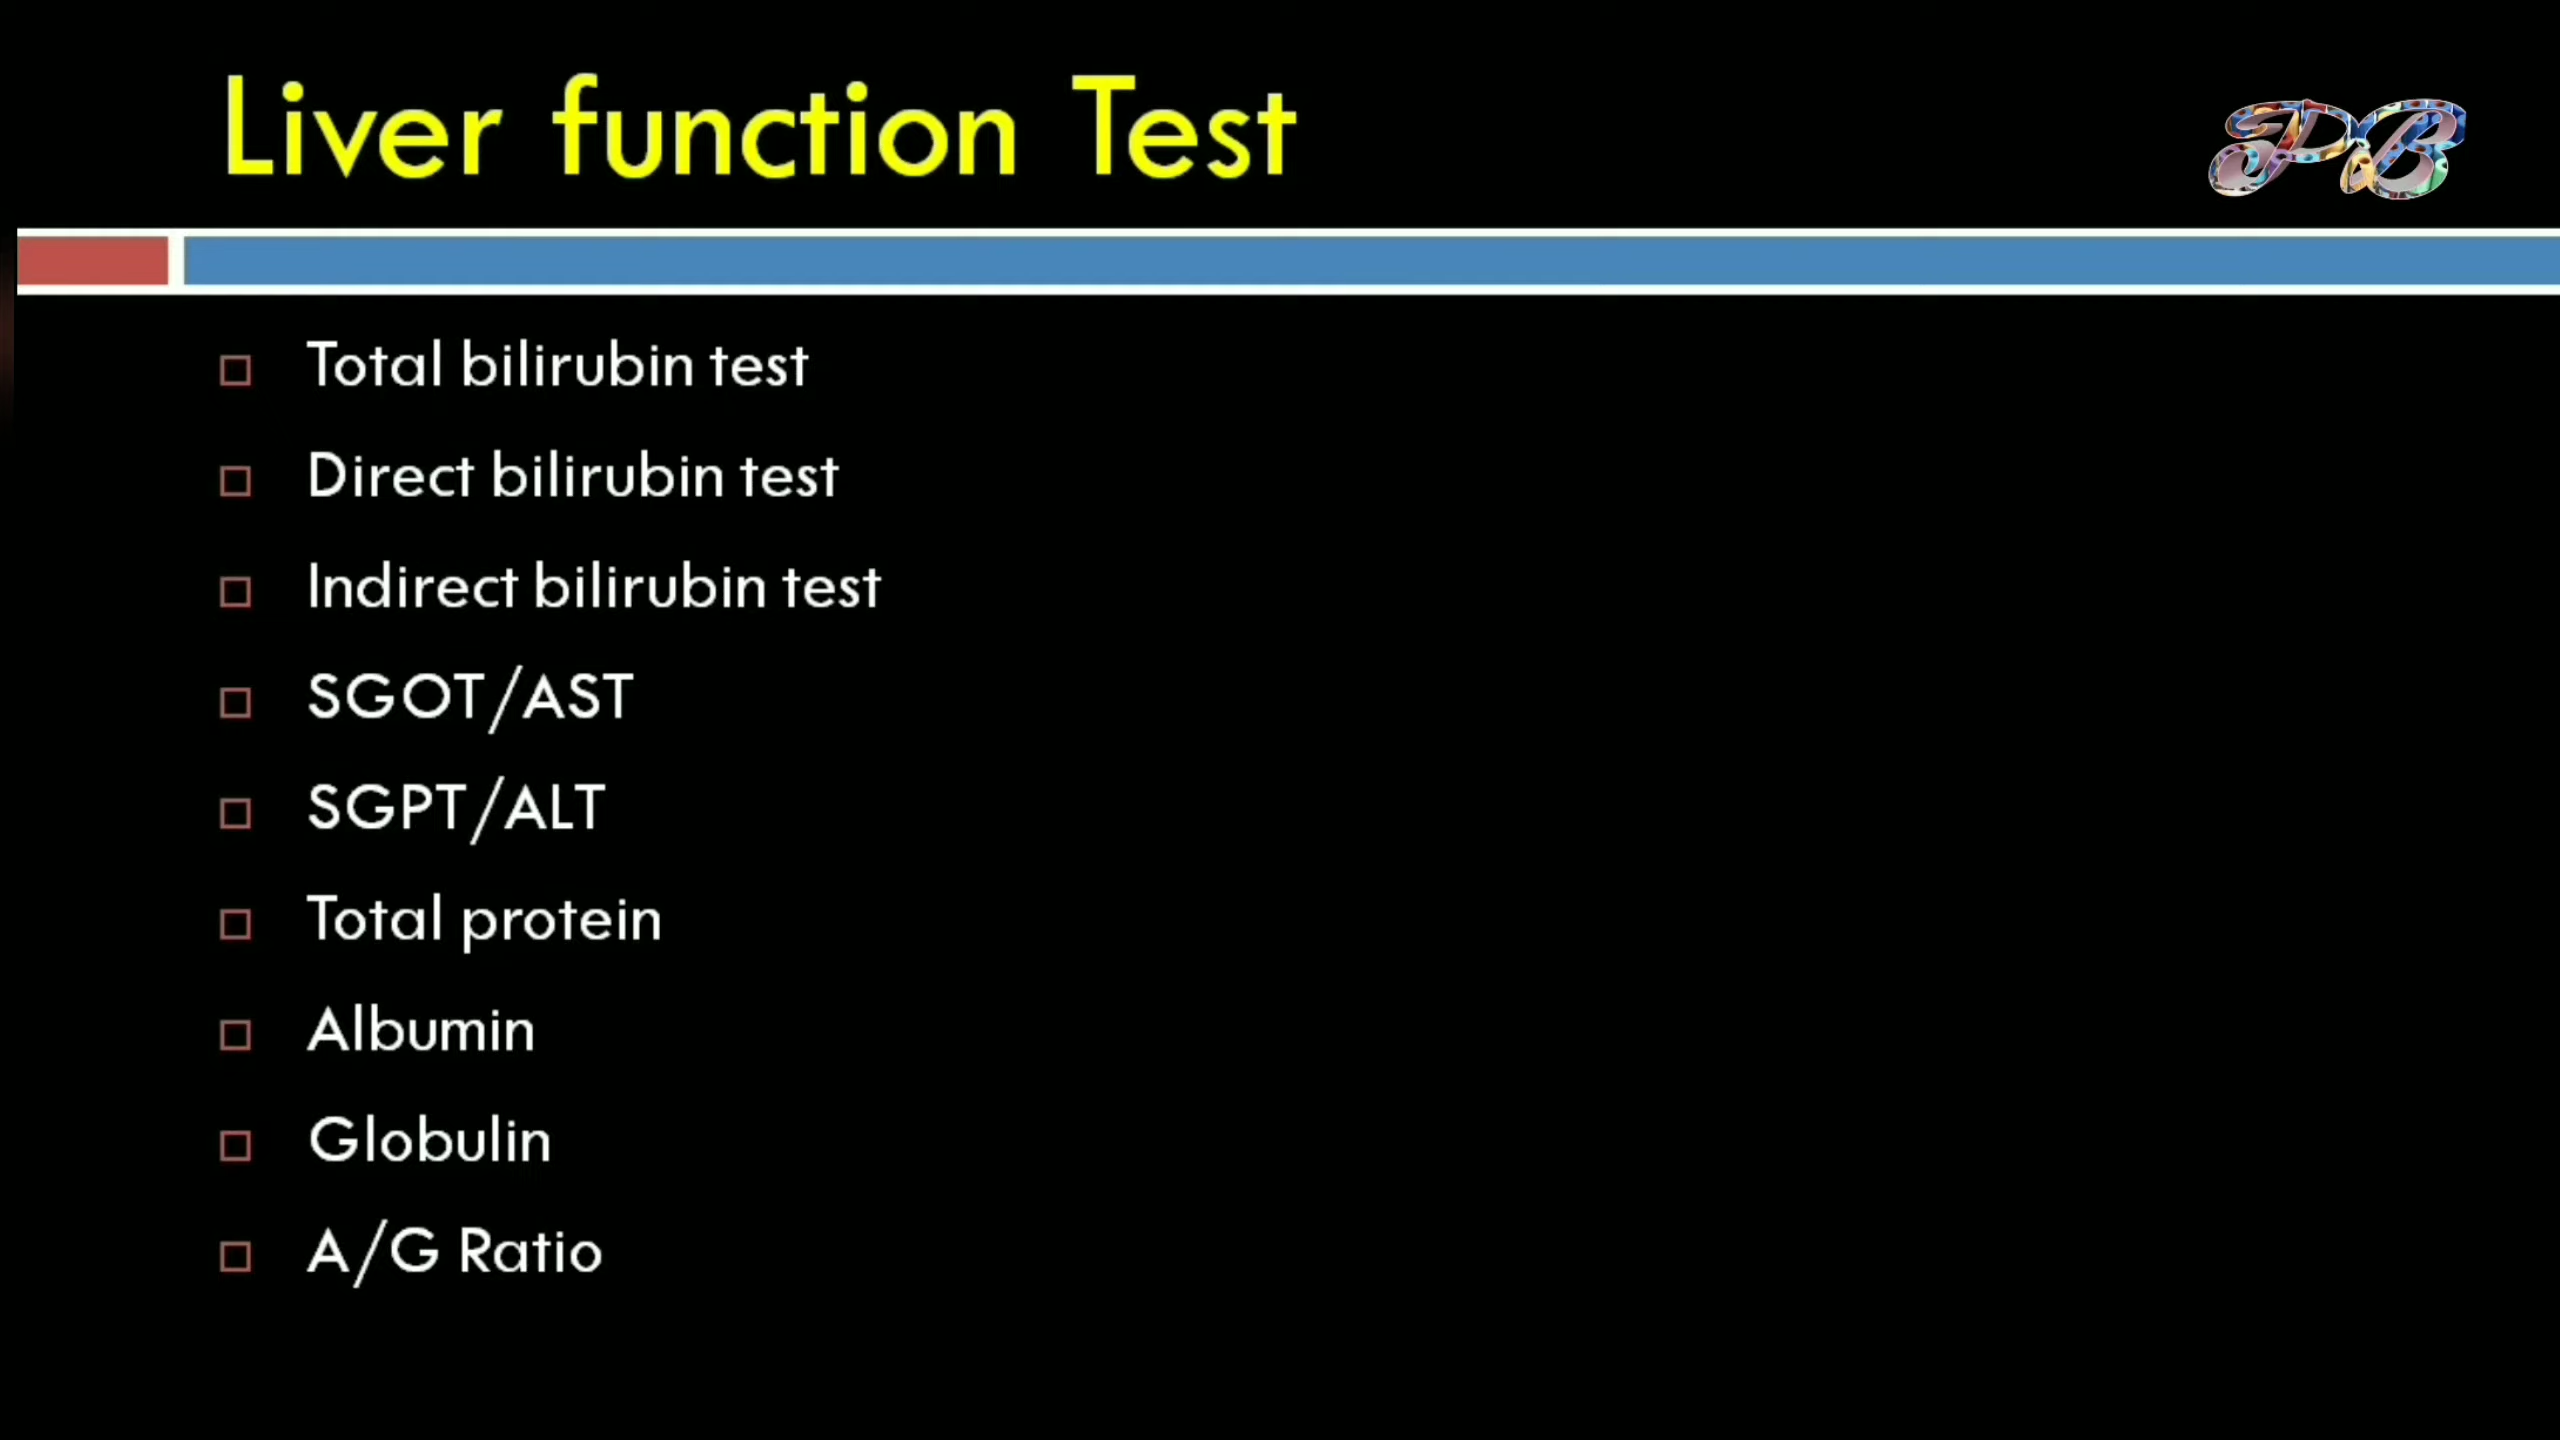 Liver function Test
PB
Total bilirubin test
Direct bilirubin test
Indirect bilirubin test
SGOT/AST
SGPT/ALT
Total protein
Albumin
Globulin
A/G Ratio